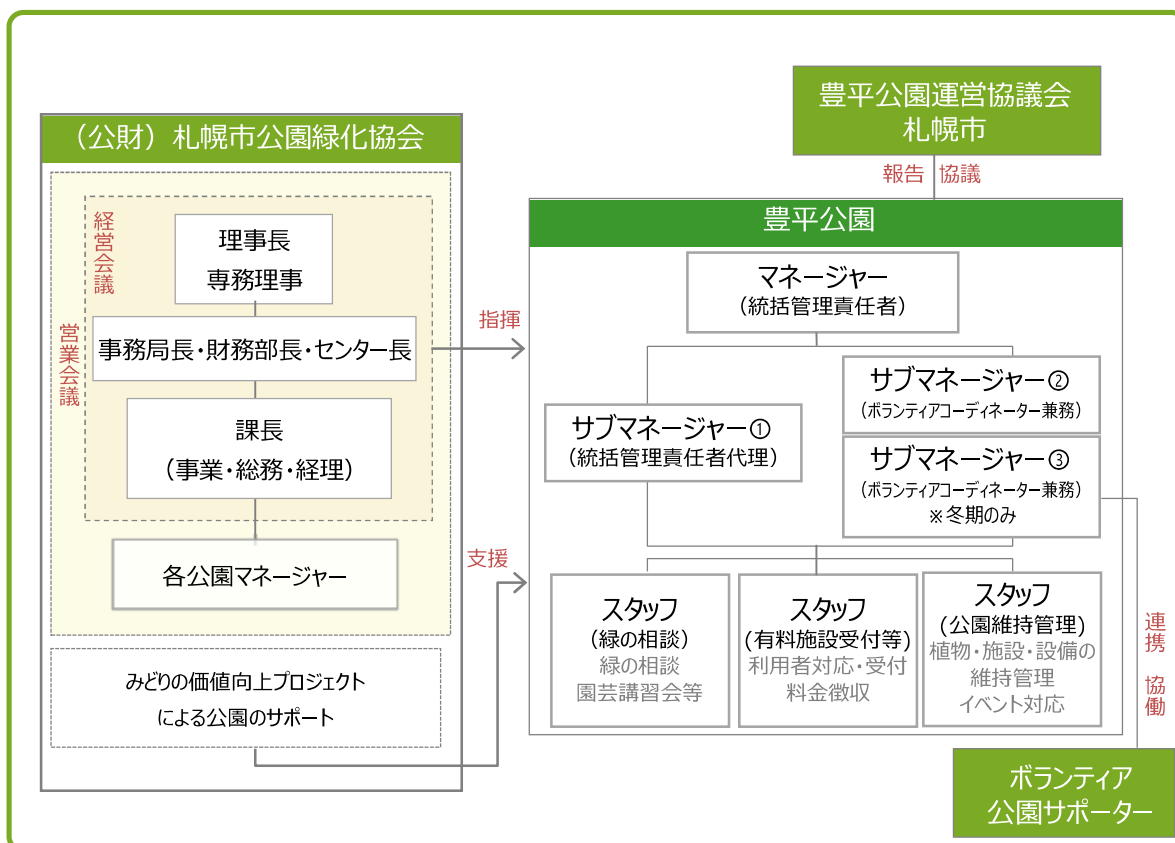 （公財）札幌市公園緑化協会
経営会議
営業会議
理事長
専務理事
事務局長・財務部長・センター長
課長
（事業・総務・経理）
各公園マネージャー
みどりの価値向上プロジェクト
による公園のサポート
指揮
支援
豊平公園運営協議会
札幌市
報告
協議
豊平公園
マネージャー
（統括管理責任者）
サブマネージャー①
（統括管理責任者代理）
サブマネージャー②
（ボランティアコーディネーター兼務）
サブマネージャー③
（ボランティアコーディネーター兼務）
※冬期のみ
スタッフ
(緑の相談)
緑の相談
園芸講習会等
スタッフ
(有料施設受付等)
利用者対応・受付
料金徴収
スタッフ
(公園維持管理)
植物・施設・設備の
維持管理
イベント対応
連携
協働
ボランティア
公園サポーター